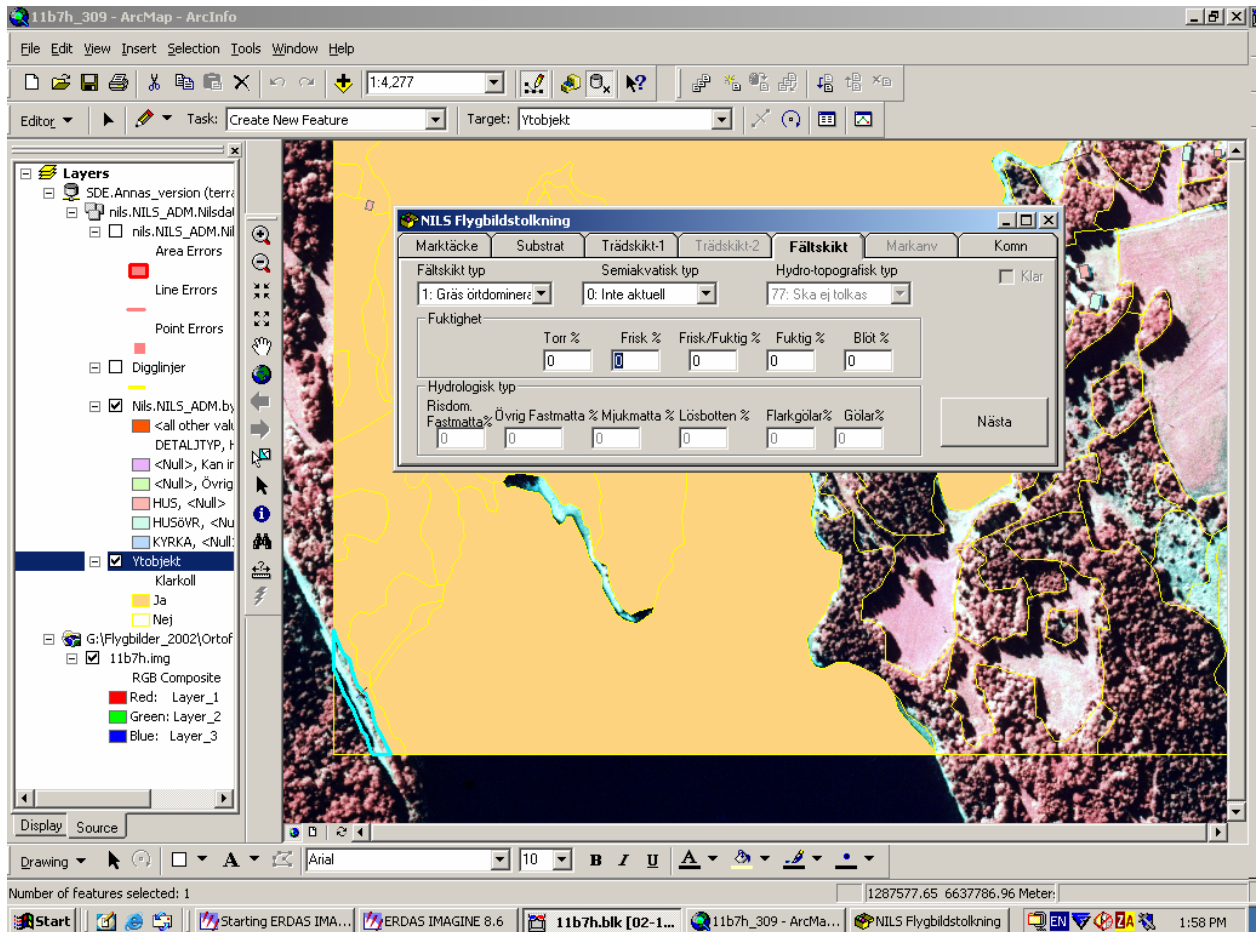 11b7h_309 - ArcMap - ArcInfo
File Edit View Insert Selection Tools Window Help
1:4,277
Editor Task: Create New Feature Target: Ytobjekt
Layers
SDE.Annas_version (terra
nils.NILS_ADM.Nilsdal
nils.NILS_ADM.Nil
Area Errors
Line Errors
Point Errors
Digglinjer
Nils.NILS_ADM.by
<all other valu
DETALJTYP, H
<Null>, Kan in
<Null>, Övrig
HUS, <Null>
HUSöVR, <Nu
KYRKA, <Null>
Ytobjekt
Klarkoll
Ja
Nej
G:\Flygbilder_2002\Ortof
11b7h.img
RGB Composite
Red: Layer_1
Green: Layer_2
Blue: Layer_3
Display Source
NILS Flygbildstolkning
Marktäcke Substrat Trädskikt-1 Trädskikt-2 Fältskikt Markanv Komn
Fältskikt typ Semiakvatisk typ Hydro-topografisk typ Klar
1: Gräs örtdominera 0: Inte aktuell 77: Ska ej tolkas
Fuktighet
Torr % Frisk % Frisk/Fuktig % Fuktig % Blöt %
0 0 0 0 0
Hydrologisk typ
Risdom. Fastmatta% Övrig Fastmatta % Mjukmatta % Lösbotten % Flarkgölar% Gölar%
0 0 0 0 0 0
Nästa
Drawing A Arial 10 B I U A
Number of features selected: 1
1287577.65 6637786.96 Meter:
Start Starting ERDAS IMA... ERDAS IMAGINE 8.6 11b7h.blk [02-1... 11b7h_309 - ArcMa... NILS Flygbildstolkning EN ZA 1:58 PM